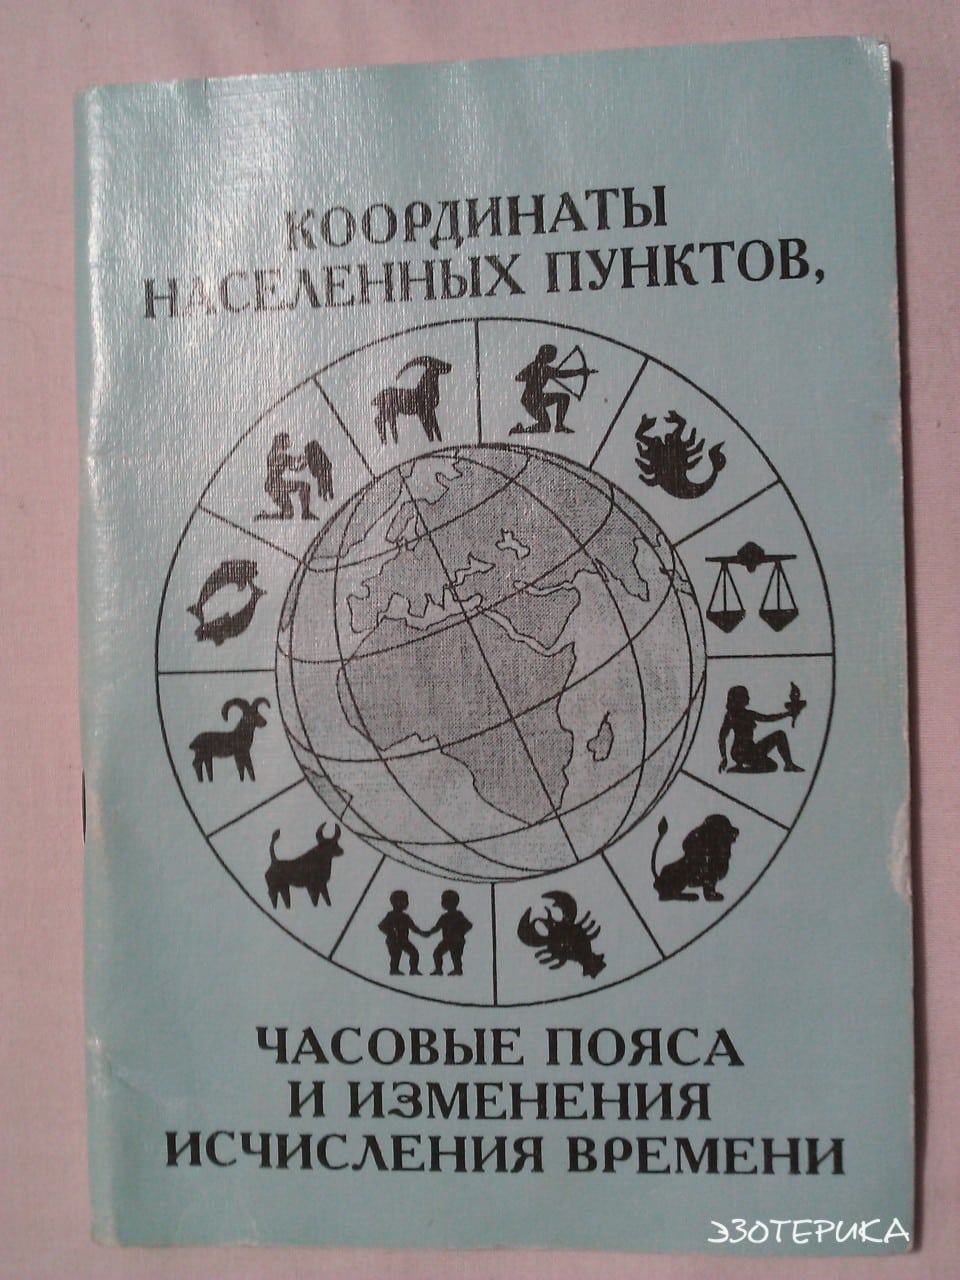 КООРДИНАТЫ
НАСЕЛЕННЫХ ПУНКТОВ,
ЧАСОВЫЕ ПОЯСА
И ИЗМЕНЕНИЯ
ИСЧИСЛЕНИЯ ВРЕМЕНИ
ЭЗОТЕРИКА